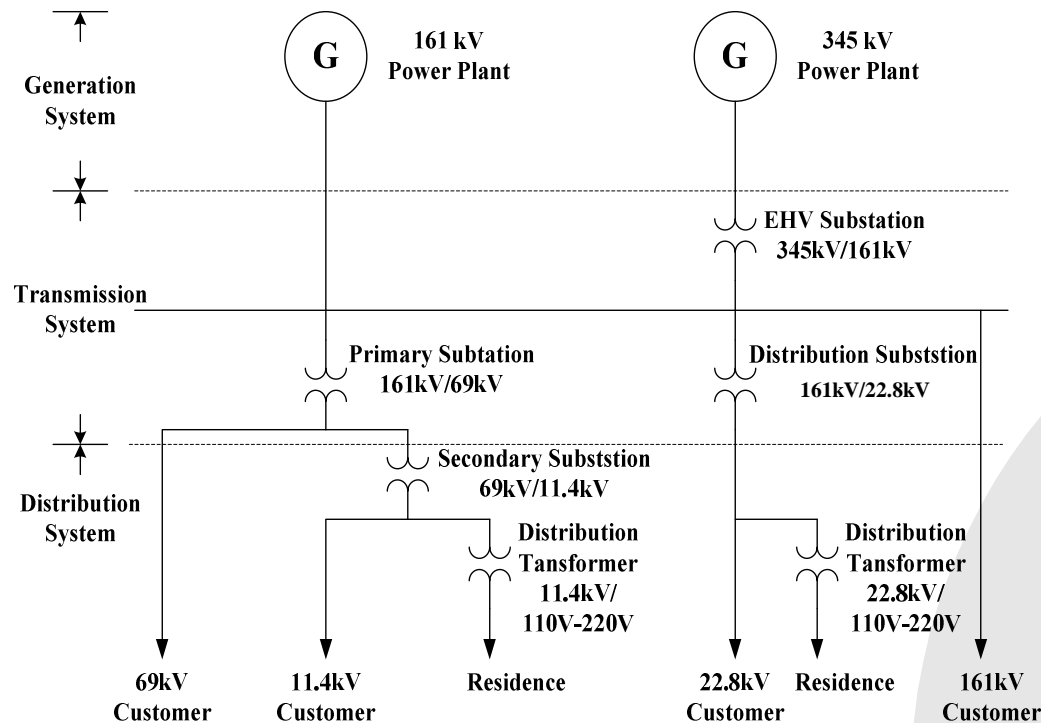 G
161 kV
Power Plant
G
345 kV
Power Plant
Generation
System
EHV Substation
345kV/161kV
Transmission
System
Primary Subtation
161kV/69kV
Distribution Subststion
161kV/22.8kV
Distribution
System
Secondary Subststion
69kV/11.4kV
Distribution
Tansformer
11.4kV/
110V-220V
Distribution
Tansformer
22.8kV/
110V-220V
69kV
Customer
11.4kV
Customer
Residence
22.8kV
Customer
Residence
161kV
Customer